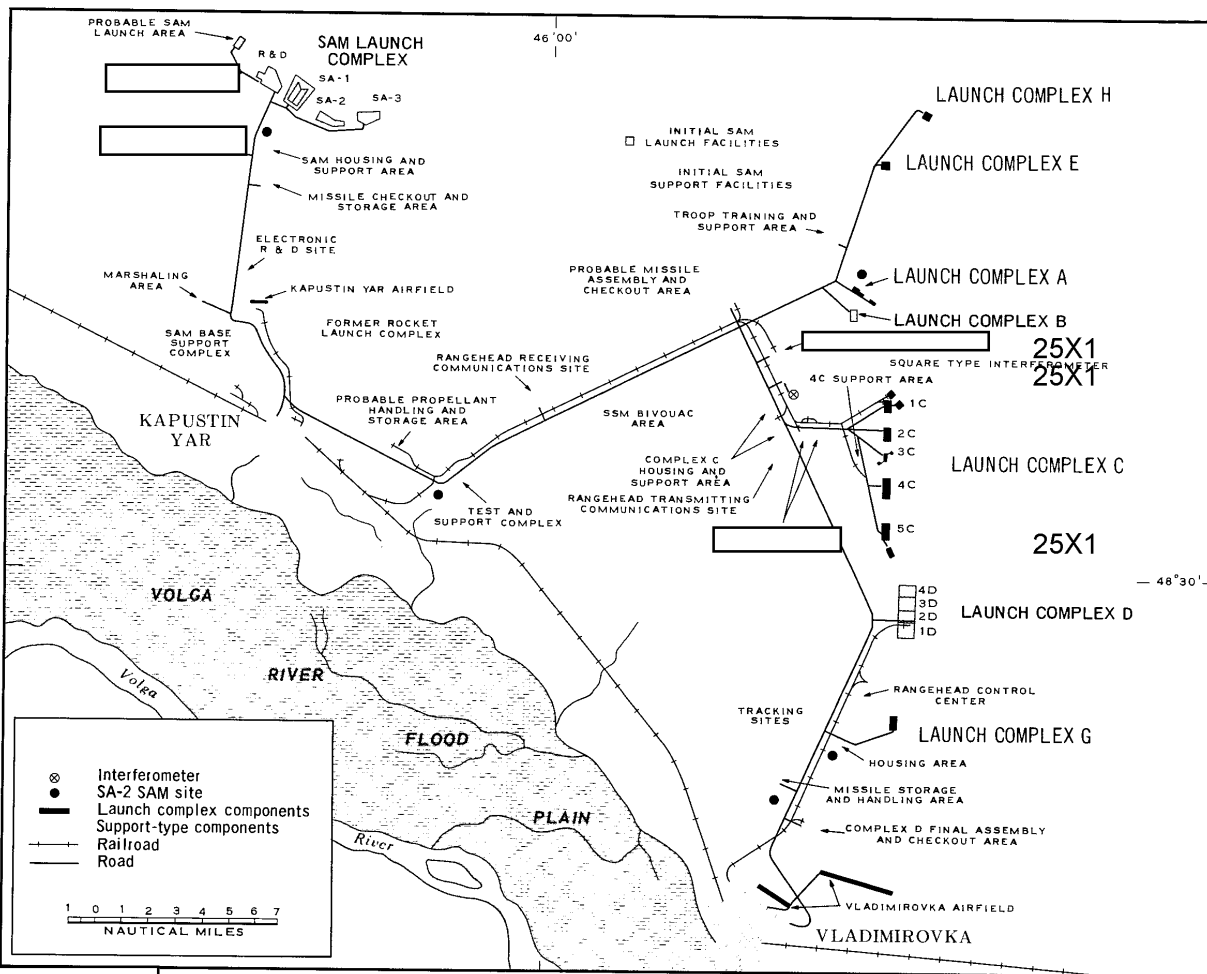 PROBABLE SAM
LAUNCH AREA
46°00'
SAM LAUNCH
COMPLEX
R & D
SA-1
SA-2
SA-3
LAUNCH COMPLEX H
INITIAL SAM
LAUNCH FACILITIES
SAM HOUSING AND
SUPPORT AREA
LAUNCH COMPLEX E
INITIAL SAM
SUPPORT FACILITIES
MISSILE CHECKOUT AND
STORAGE AREA
TROOP TRAINING AND
SUPPORT AREA
ELECTRONIC
R & D SITE
MARSHALING
AREA
PROBABLE MISSILE
ASSEMBLY AND
CHECKOUT AREA
LAUNCH COMPLEX A
KAPUSTIN YAR AIRFIELD
LAUNCH COMPLEX B
SAM BASE
SUPPORT
COMPLEX
FORMER ROCKET
LAUNCH COMPLEX
25X1
RANGEHEAD RECEIVING
COMMUNICATIONS SITE
SQUARE TYPE INTERFEROMETER
25X1
4C SUPPORT AREA
PROBABLE PROPELLANT
HANDLING AND
STORAGE AREA
1C
KAPUSTIN
YAR
SSM BIVOUAC
AREA
2C
3C
COMPLEX C
HOUSING AND
SUPPORT AREA
LAUNCH COMPLEX C
4C
RANGEHEAD TRANSMITTING
COMMUNICATIONS SITE
TEST AND
SUPPORT COMPLEX
5C
25X1
48°30'
VOLGA
4D
3D
2D
1D
LAUNCH COMPLEX D
RIVER
Volga
RANGEHEAD CONTROL
CENTER
TRACKING
SITES
FLOOD
LAUNCH COMPLEX G
HOUSING AREA
Interferometer
SA-2 SAM site
Launch complex components
Support-type components
Railroad
Road
MISSILE STORAGE
AND HANDLING AREA
PLAIN
River
COMPLEX D FINAL ASSEMBLY
AND CHECKOUT AREA
1 0 1 2 3 4 5 6 7
NAUTICAL MILES
VLADIMIROVKA AIRFIELD
VLADIMIROVKA